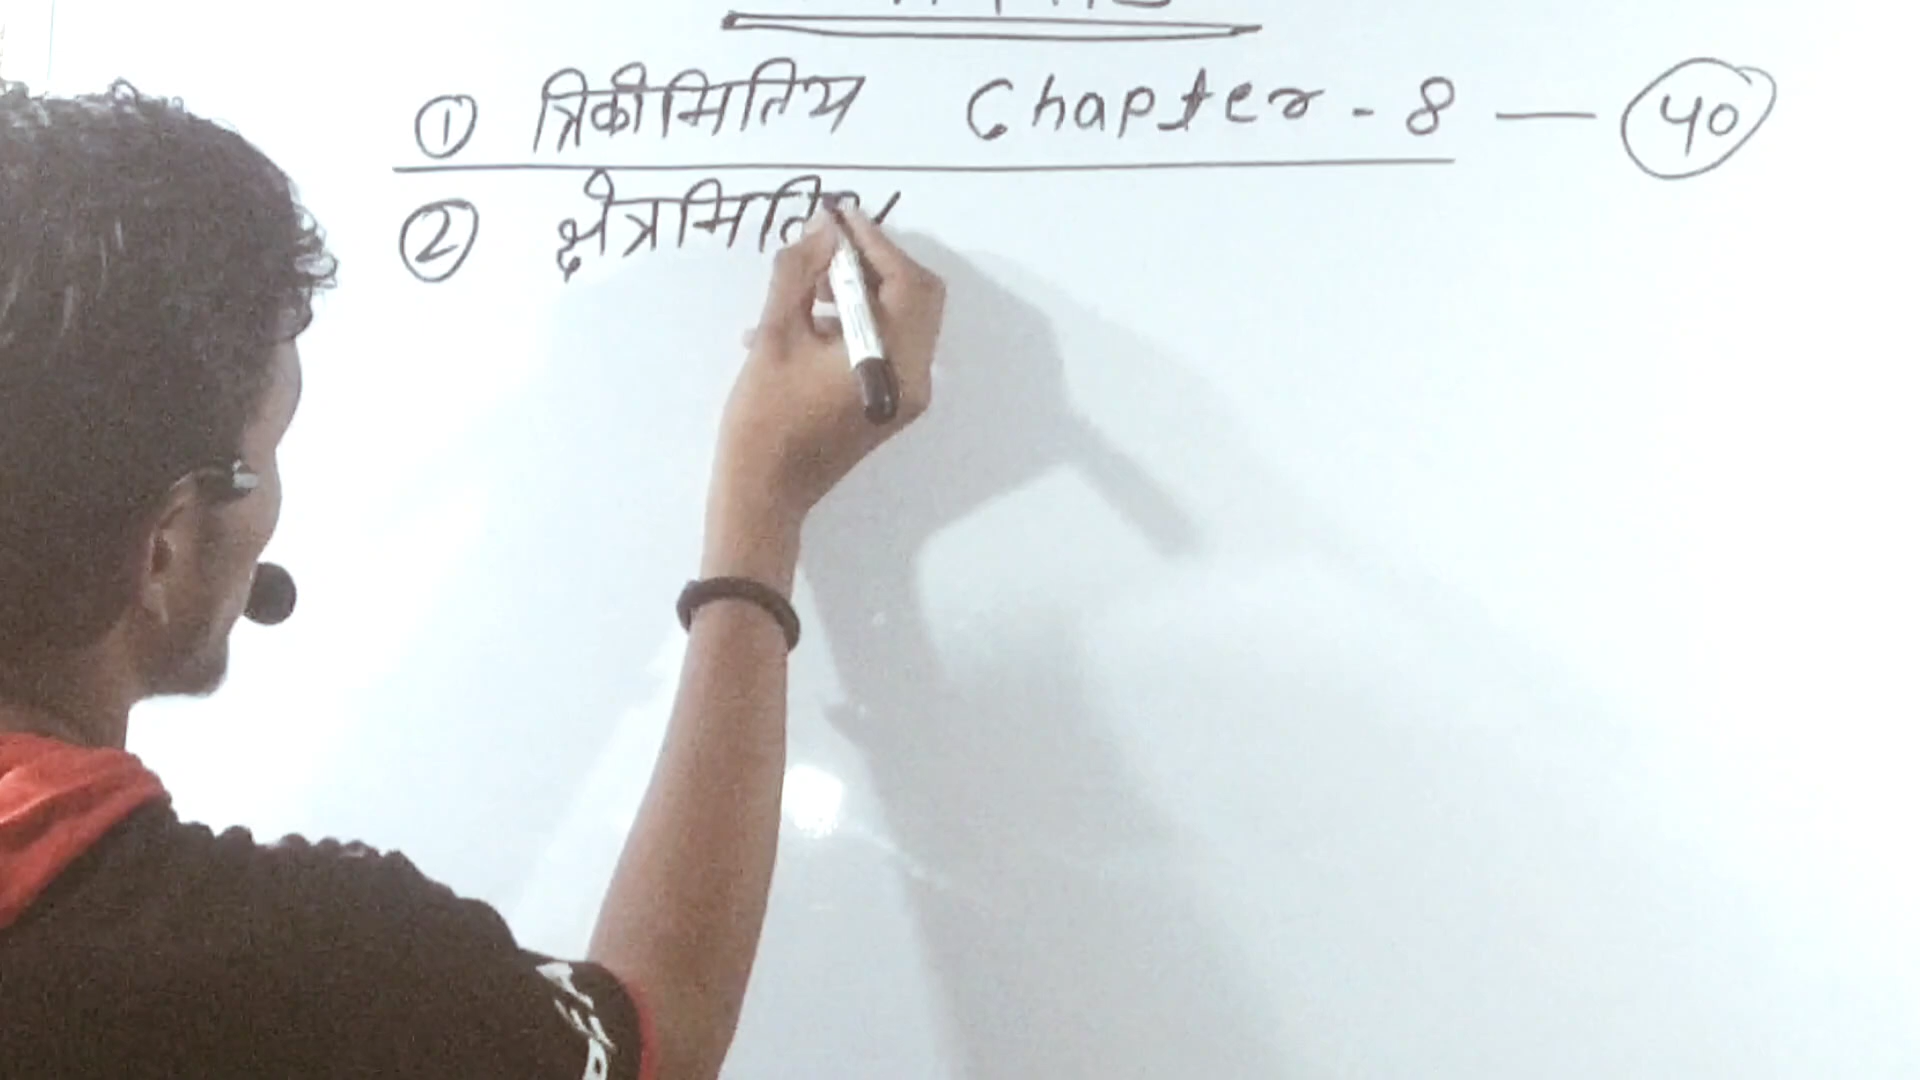 ① त्रिकोमितिय Chapter - 8 — 40
② क्षेत्रमितिय